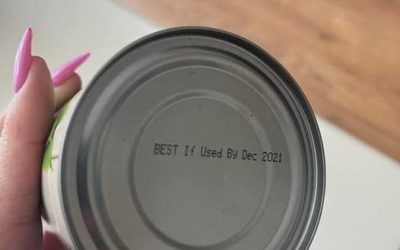 BEST If Used By Dec 2021